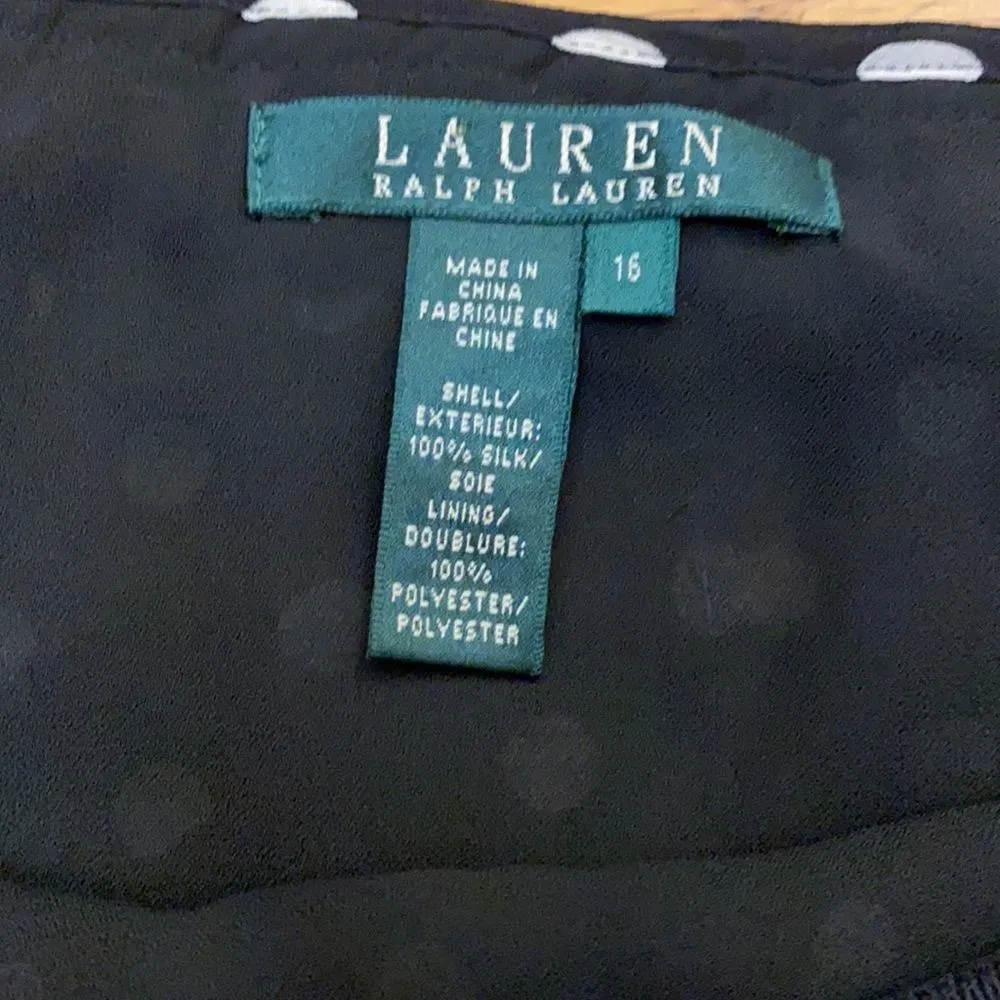 LAUREN
RALPH LAUREN
16
MADE IN
CHINA
FABRIQUE EN
CHINE
SHELL/
EXTERIEUR:
100% SILK/
SOIE
LINING/
DOUBLURE:
100%
POLYESTER/
POLYESTER